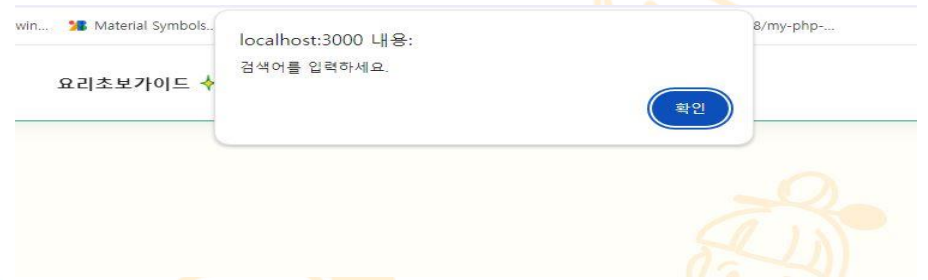 win... Material Symbols... 8/my-php-...
localhost:3000 내용:
검색어를 입력하세요.
요리초보가이드
확인